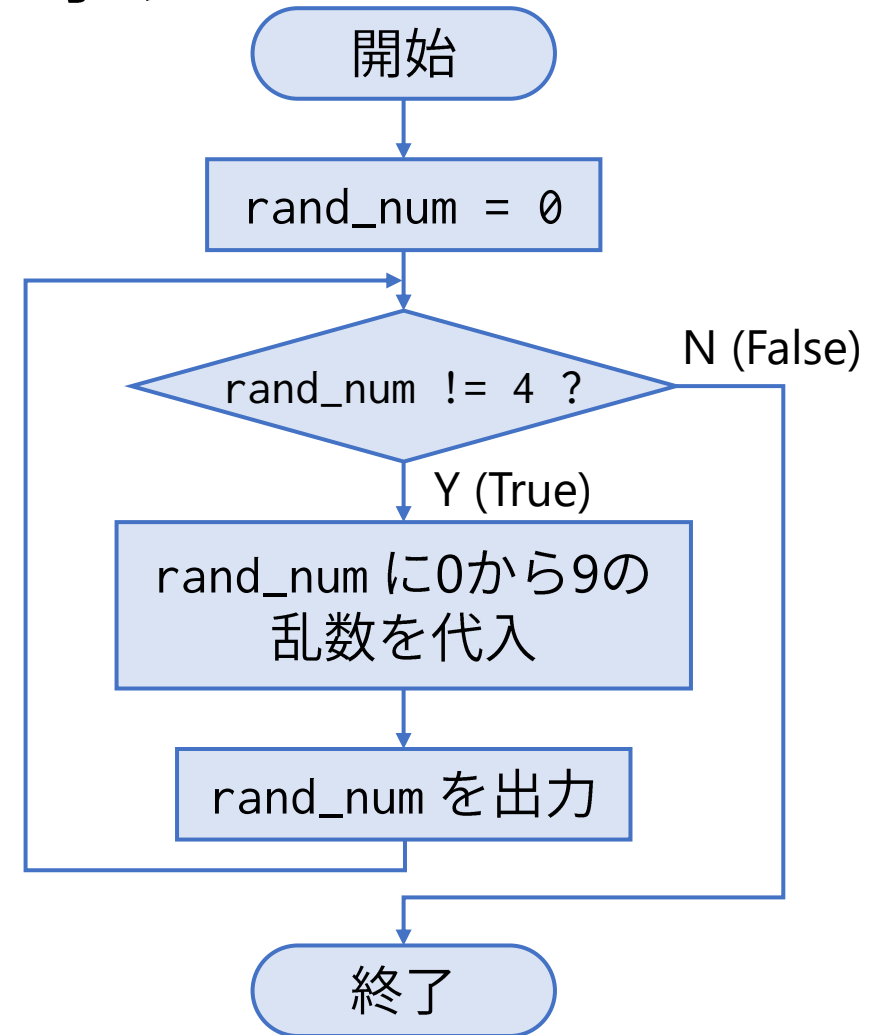 開始
rand_num = 0
rand_num != 4 ?
N (False)
Y (True)
rand_num に0から9の
乱数を代入
rand_num を出力
終了